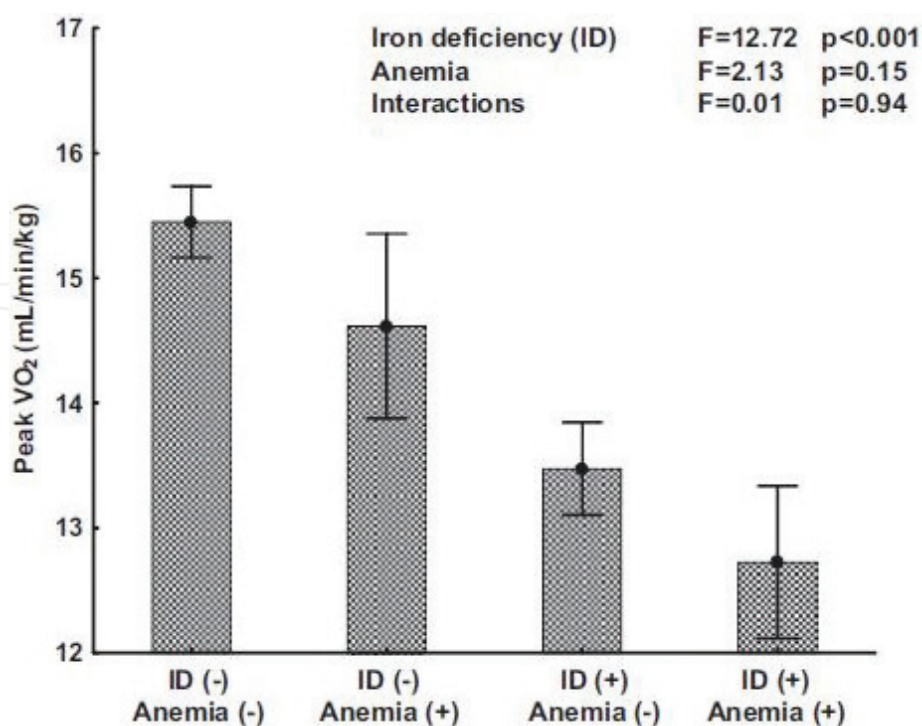 17
Iron deficiency (ID) F=12.72 p<0.001
Anemia F=2.13 p=0.15
Interactions F=0.01 p=0.94
16
15
14
13
12
Peak VO₂ (mL/min/kg)
ID (-) ID (-) ID (+) ID (+)
Anemia (-) Anemia (+) Anemia (-) Anemia (+)